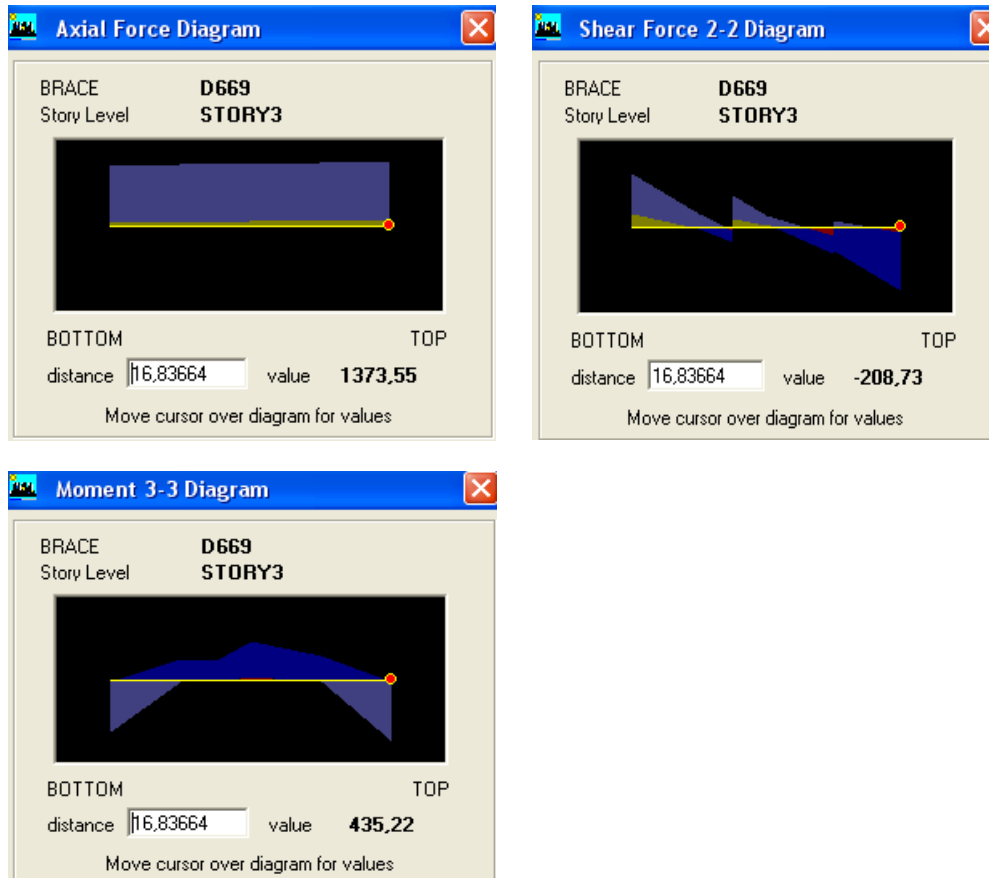 Axial Force Diagram
BRACE D669
Story Level STORY3
BOTTOM TOP
distance 16,83664 value 1373,55
Move cursor over diagram for values
Shear Force 2-2 Diagram
BRACE D669
Story Level STORY3
BOTTOM TOP
distance 16,83664 value -208,73
Move cursor over diagram for values
Moment 3-3 Diagram
BRACE D669
Story Level STORY3
BOTTOM TOP
distance 16,83664 value 435,22
Move cursor over diagram for values